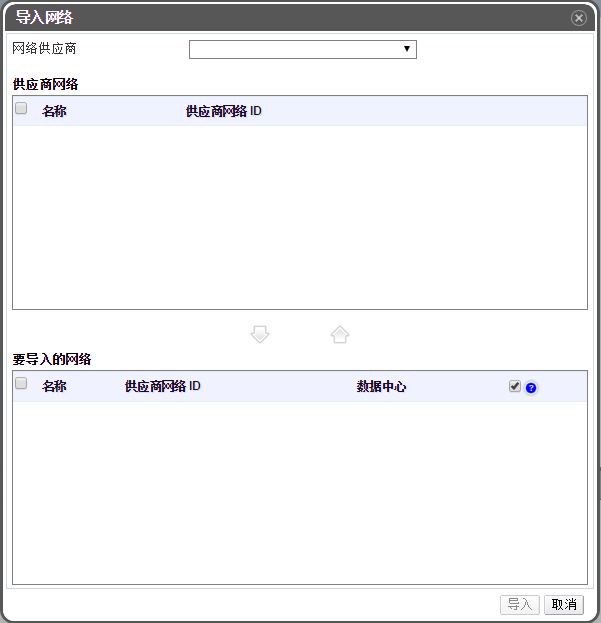 导入网络
网络供应商
供应商网络
名称 供应商网络 ID
要导入的网络
名称 供应商网络 ID 数据中心 ?
导入 取消